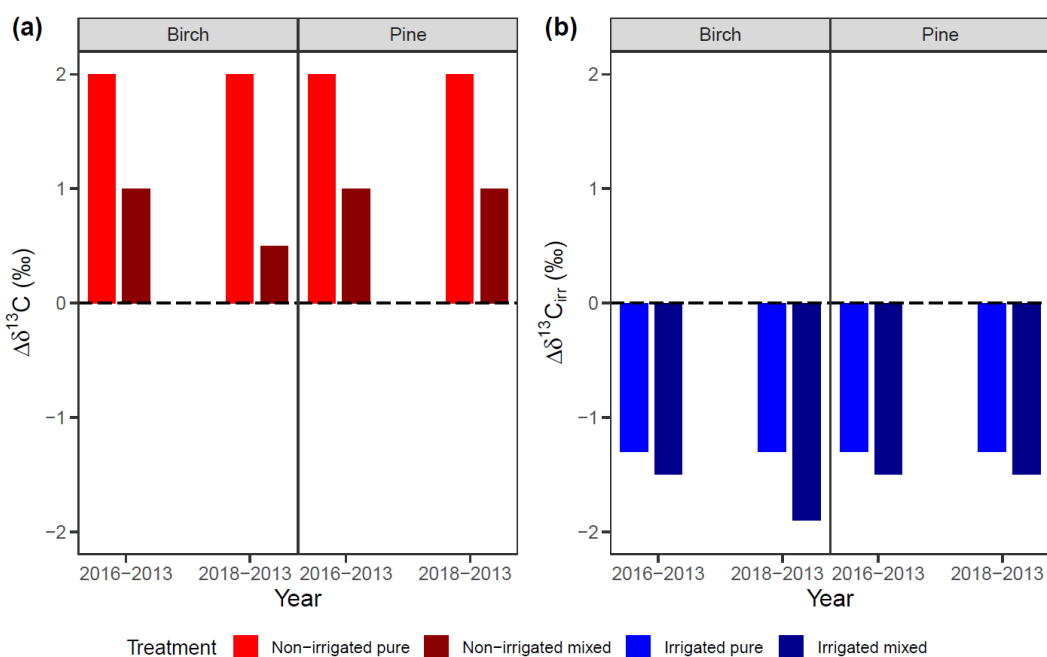 (a)
Birch Pine
2
1
0
−1
−2
Δδ¹³C (‰)
2016−2013 2018−2013 2016−2013 2018−2013
Year
(b)
Birch Pine
2
1
0
−1
−2
Δδ¹³Cirr (‰)
2016−2013 2018−2013 2016−2013 2018−2013
Year
Treatment Non−irrigated pure Non−irrigated mixed Irrigated pure Irrigated mixed